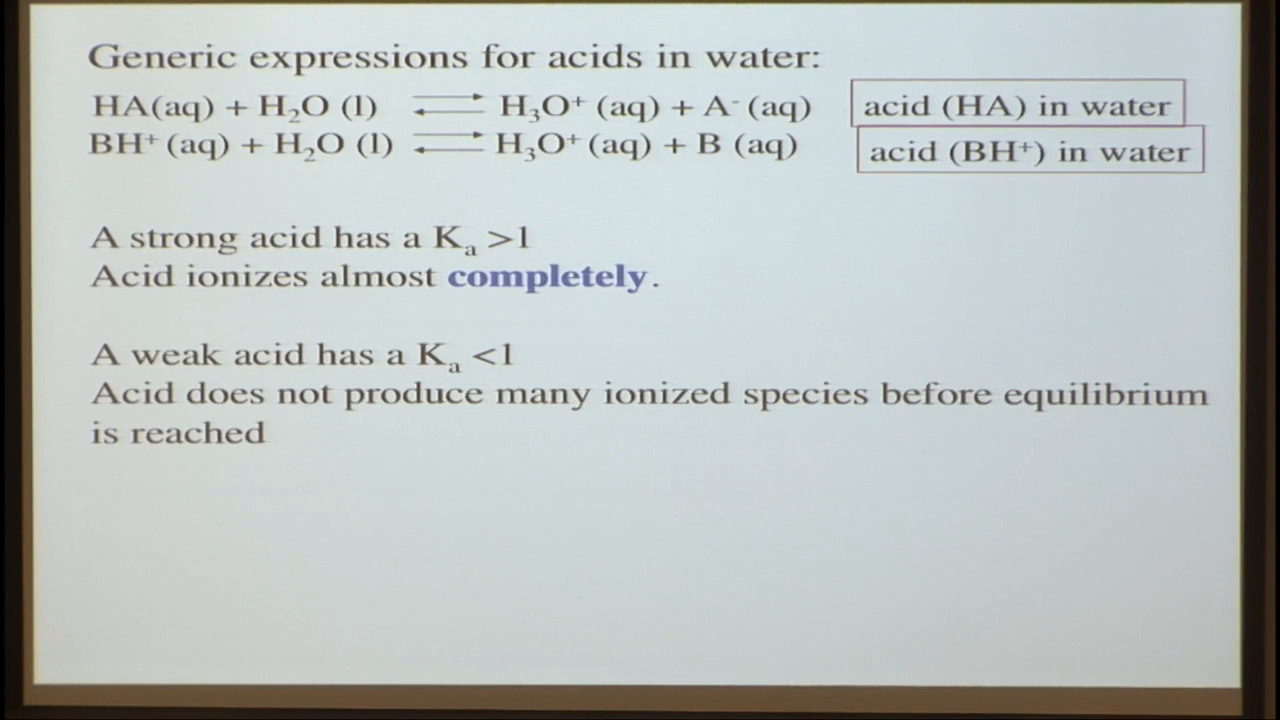 Generic expressions for acids in water:
HA(aq) + H₂O (l) ⇌ H₃O⁺ (aq) + A⁻ (aq) acid (HA) in water
BH⁺ (aq) + H₂O (l) ⇌ H₃O⁺ (aq) + B (aq) acid (BH⁺) in water
A strong acid has a Kₐ >1
Acid ionizes almost completely.
A weak acid has a Kₐ <1
Acid does not produce many ionized species before equilibrium
is reached